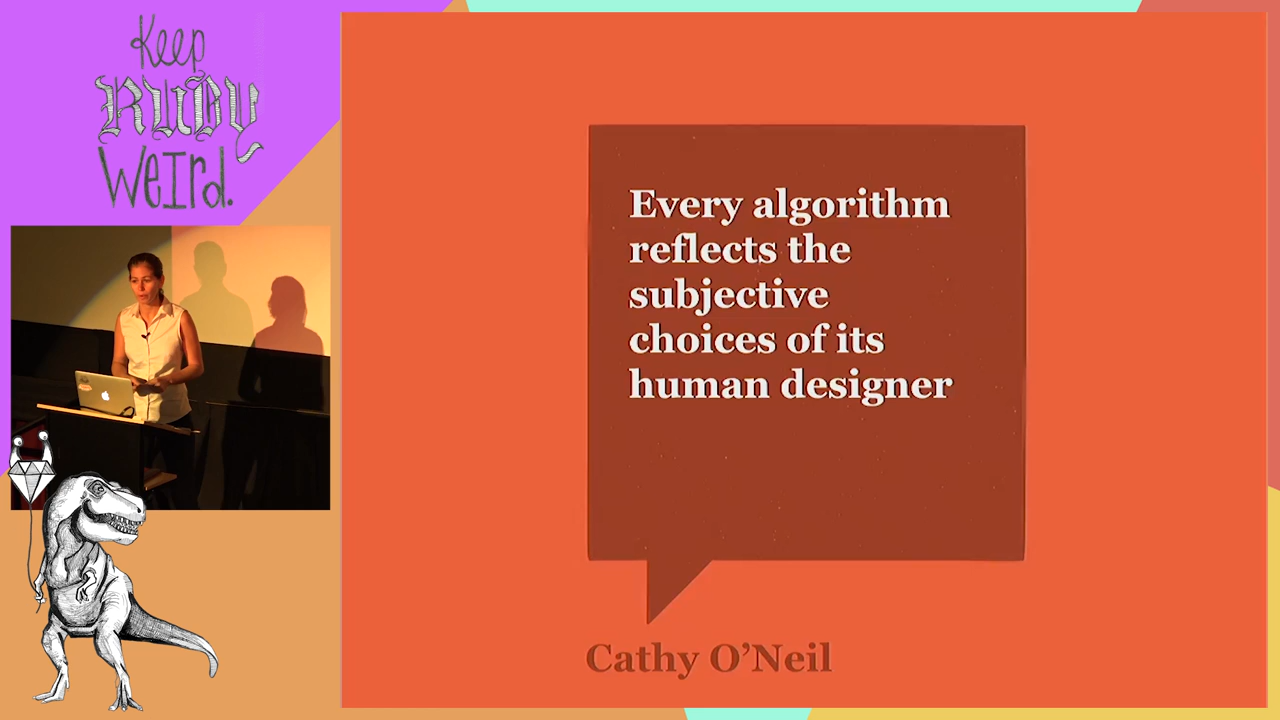 Keep
RUBY
Weird.
Every algorithm
reflects the
subjective
choices of its
human designer
Cathy O'Neil